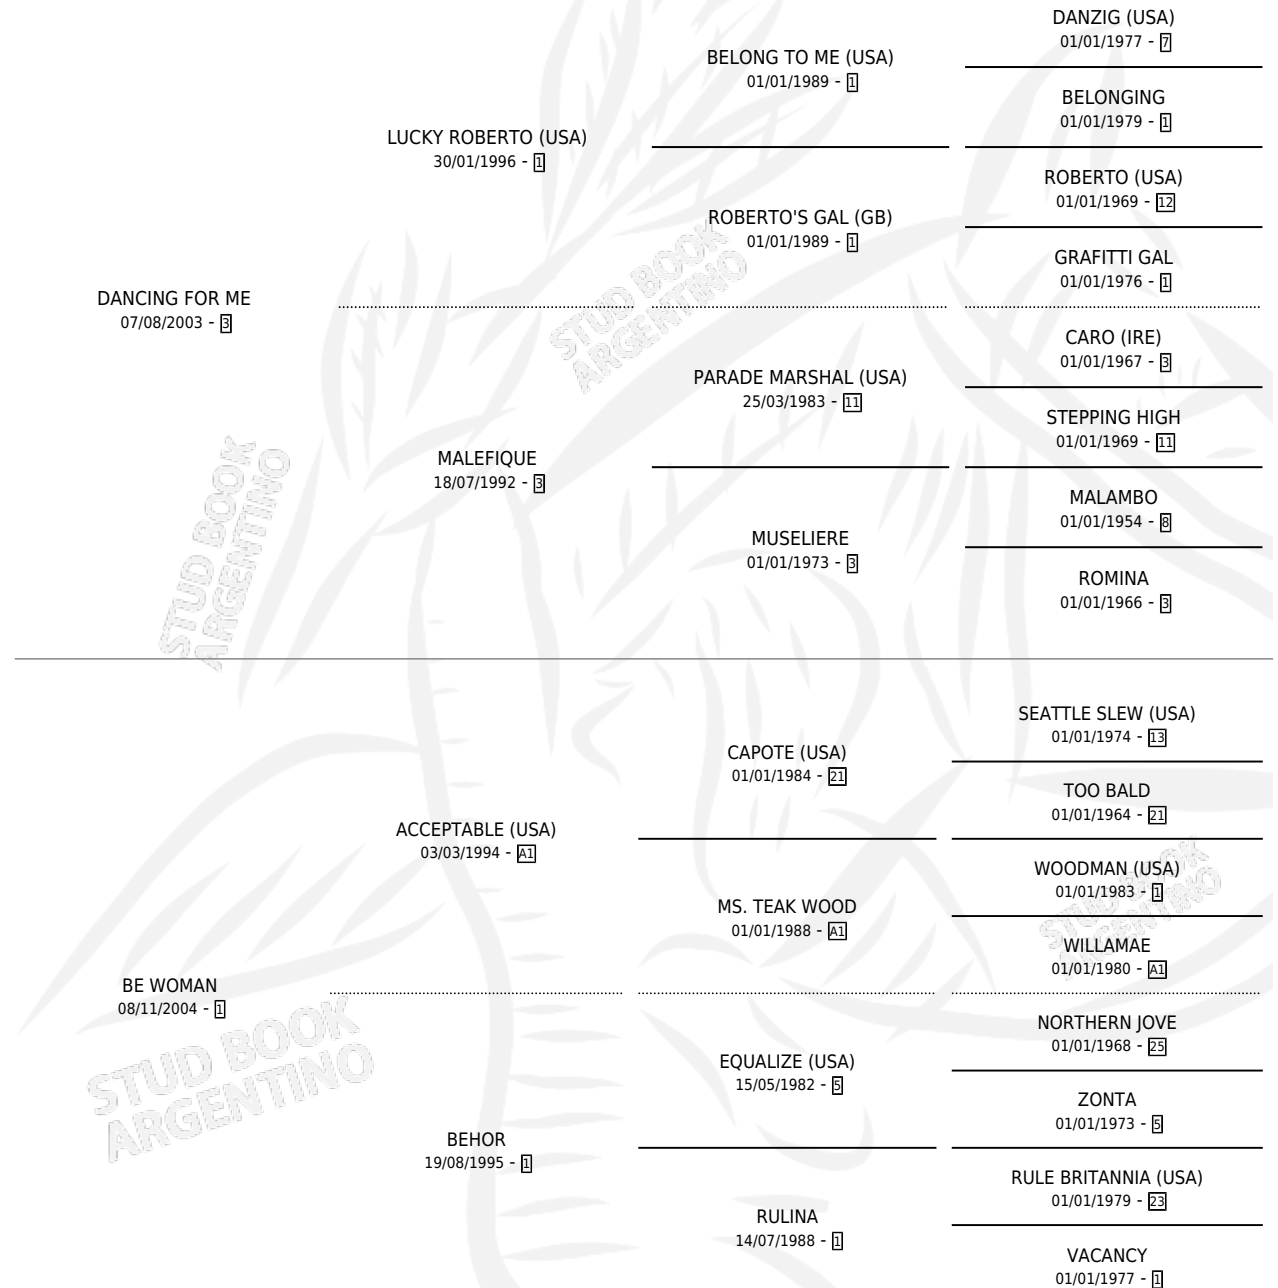 DANZIG (USA)
01/01/1977 - 7
BELONG TO ME (USA)
01/01/1989 - 1
BELONGING
01/01/1979 - 1
LUCKY ROBERTO (USA)
30/01/1996 - 1
ROBERTO (USA)
01/01/1969 - 12
ROBERTO'S GAL (GB)
01/01/1989 - 1
GRAFITTI GAL
01/01/1976 - 1
STUD BOOK
ARGENTINO
DANCING FOR ME
07/08/2003 - 3
CARO (IRE)
01/01/1967 - 3
PARADE MARSHAL (USA)
25/03/1983 - 11
STEPPING HIGH
01/01/1969 - 11
MALEFIQUE
18/07/1992 - 3
MALAMBO
01/01/1954 - 8
MUSELIERE
01/01/1973 - 3
ROMINA
01/01/1966 - 3
STUD BOOK
ARGENTINO
SEATTLE SLEW (USA)
01/01/1974 - 13
CAPOTE (USA)
01/01/1984 - 21
TOO BALD
01/01/1964 - 21
ACCEPTABLE (USA)
03/03/1994 - A1
WOODMAN (USA)
01/01/1983 - 1
MS. TEAK WOOD
01/01/1988 - A1
WILLAMAE
01/01/1980 - A1
STUD BOOK
ARGENTINO
BE WOMAN
08/11/2004 - 1
NORTHERN JOVE
01/01/1968 - 25
EQUALIZE (USA)
15/05/1982 - 5
ZONTA
01/01/1973 - 5
STUD BOOK
ARGENTINO
BEHOR
19/08/1995 - 1
RULE BRITANNIA (USA)
01/01/1979 - 23
RULINA
14/07/1988 - 1
VACANCY
01/01/1977 - 1